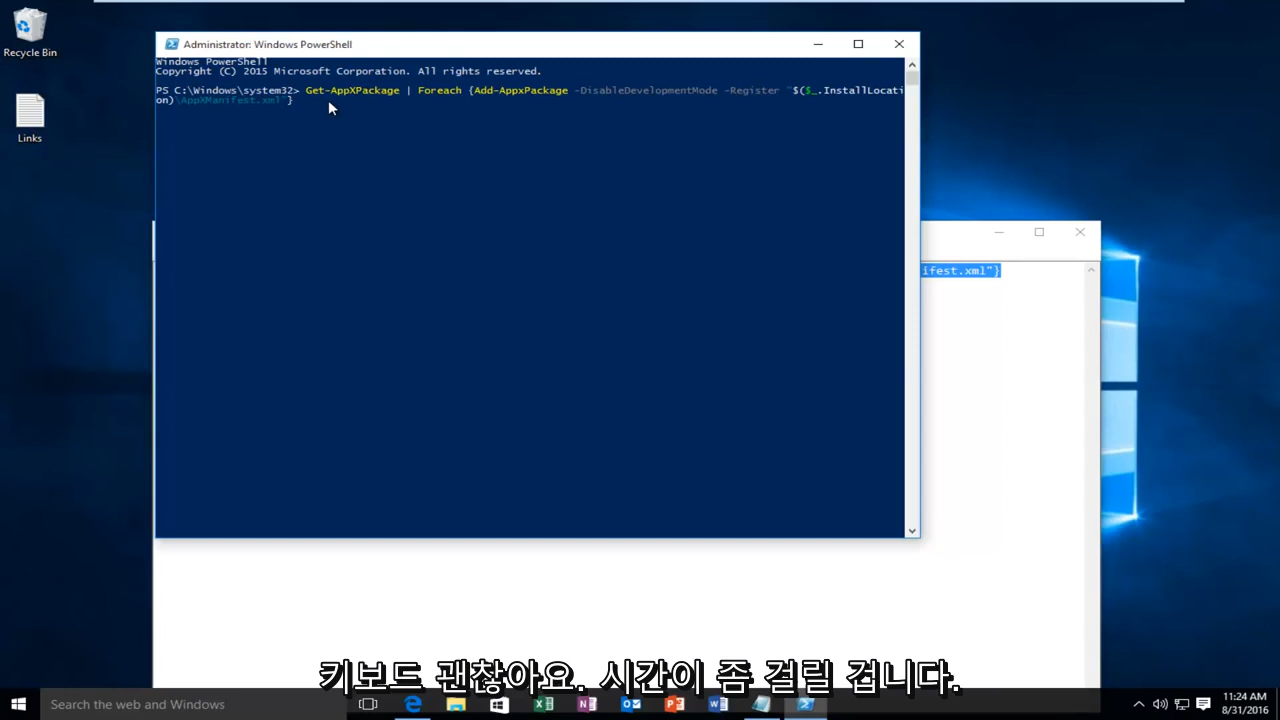 Recycle Bin
Links
Administrator: Windows PowerShell
Windows PowerShell
Copyright (C) 2015 Microsoft Corporation. All rights reserved.
PS C:\Windows\system32> Get-AppXPackage | Foreach {Add-AppxPackage -DisableDevelopmentMode -Register "$($_.InstallLocati
on)\AppXManifest.xml"}
ifest.xml"}
키보드 괜찮아요. 시간이 좀 걸릴 겁니다.
Search the web and Windows
11:24 AM
8/31/2016